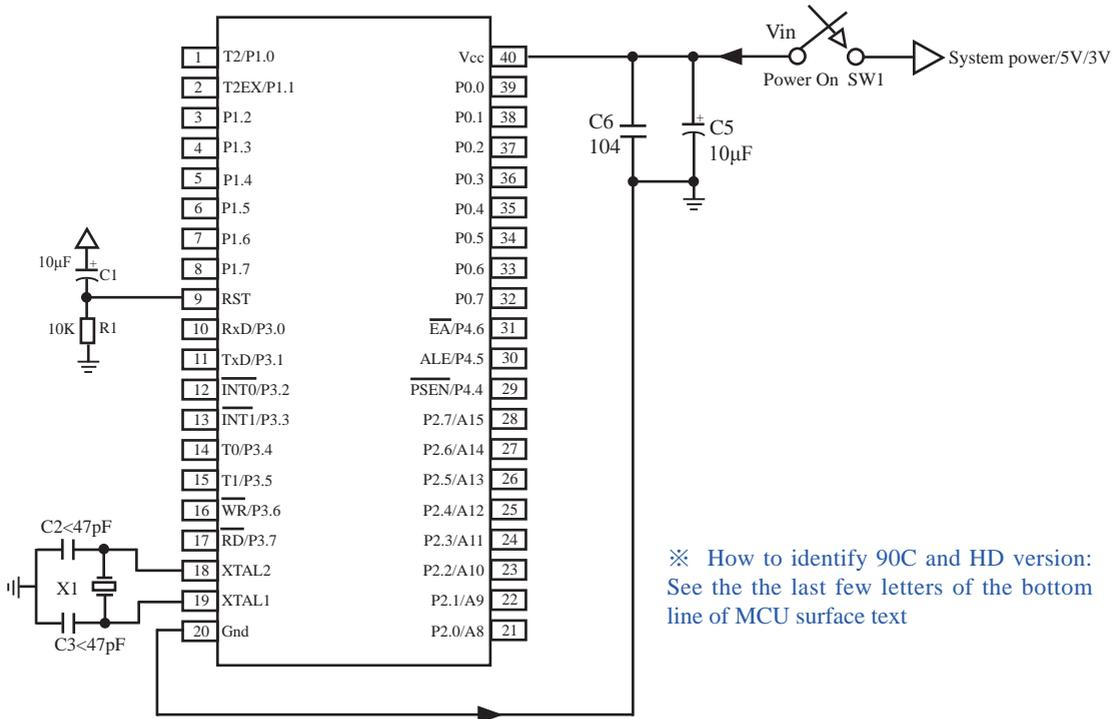 1 T2/P1.0
2 T2EX/P1.1
3 P1.2
4 P1.3
5 P1.4
6 P1.5
7 P1.6
8 P1.7
9 RST
10 RxD/P3.0
11 TxD/P3.1
12 INT0/P3.2
13 INT1/P3.3
14 T0/P3.4
15 T1/P3.5
16 WR/P3.6
17 RD/P3.7
18 XTAL2
19 XTAL1
20 Gnd
Vcc 40
P0.0 39
P0.1 38
P0.2 37
P0.3 36
P0.4 35
P0.5 34
P0.6 33
P0.7 32
EA/P4.6 31
ALE/P4.5 30
PSEN/P4.4 29
P2.7/A15 28
P2.6/A14 27
P2.5/A13 26
P2.4/A12 25
P2.3/A11 24
P2.2/A10 23
P2.1/A9 22
P2.0/A8 21
10μF
+
C1
10K R1
C2<47pF
X1
C3<47pF
Vin
Power On SW1
System power/5V/3V
C6
104
+
C5
10μF
※ How to identify 90C and HD version:
See the the last few letters of the bottom
line of MCU surface text